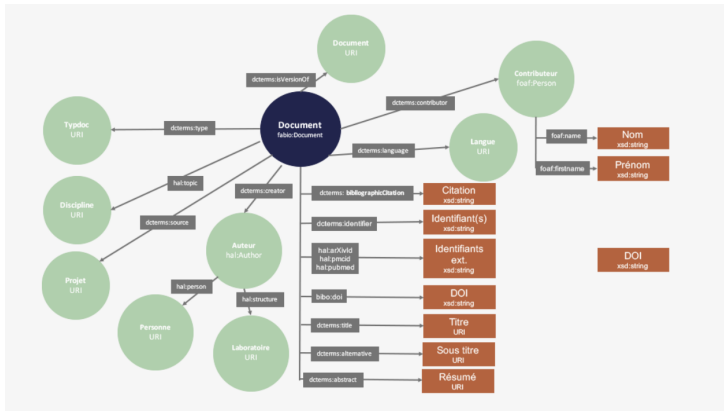 Document
URI
dcterms:isVersionOf
Contributeur
foaf:Person
dcterms:contributor
Typdoc
URI
dcterms:type
Document
fabio:Document
foaf:name
Nom
xsd:string
dcterms:language
Langue
URI
foaf:firstname
Prénom
xsd:string
hal:topic
Discipline
URI
dcterms:creator
dcterms: bibliographicCitation
Citation
xsd:string
dcterms:source
dcterms:identifier
Identifiant(s)
xsd:string
Auteur
hal:Author
hal:arXivid
hal:pmcid
hal:pubmed
Identifiants
ext.
xsd:string
DOI
xsd:string
Projet
URI
hal:person
hal:structure
bibo:doi
DOI
xsd:string
Personne
URI
dcterms:title
Titre
URI
Laboratoire
URI
dcterms:alternative
Sous titre
URI
dcterms:abstract
Résumé
URI